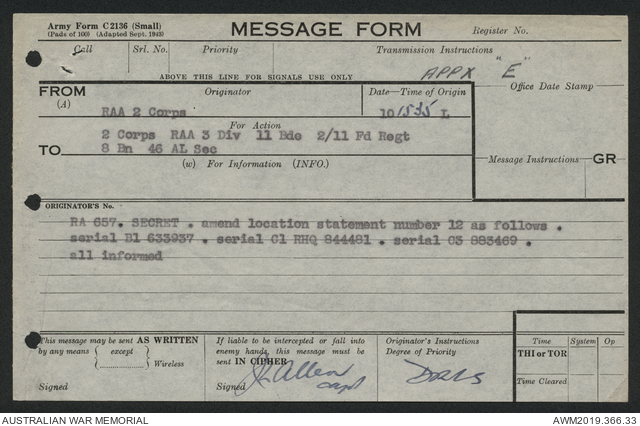 Army Form C2136 (Small)
(Pads of 100) (Adapted Sept. 1943)
MESSAGE FORM
Register No.
Call Srl. No. Priority Transmission Instructions
ABOVE THIS LINE FOR SIGNALS USE ONLY
APPX "E"
FROM Originator Date—Time of Origin Office Date Stamp
(A) RAA 2 Corps 101535 L
For Action
2 Corps RAA 3 Div 11 Bde 2/11 Fd Regt
TO 8 Bn 46 AL Sec
(w) For Information (INFO.)
Message Instructions GR
ORIGINATOR'S No.
RA 657. SECRET . amend location statement number 12 as follows .
serial B1 633937 . serial C1 RHQ 844481 . serial C3 883469 .
all informed
This message may be sent AS WRITTEN
by any means { except }
Wireless
Signed
If liable to be intercepted or fall into
enemy hands, this message must be
sent IN CIPHER
Signed Allen capt
Originator's Instructions
Degree of Priority
Time System Op
THI or TOR
Time Cleared
AUSTRALIAN WAR MEMORIAL AWM2019.366.33